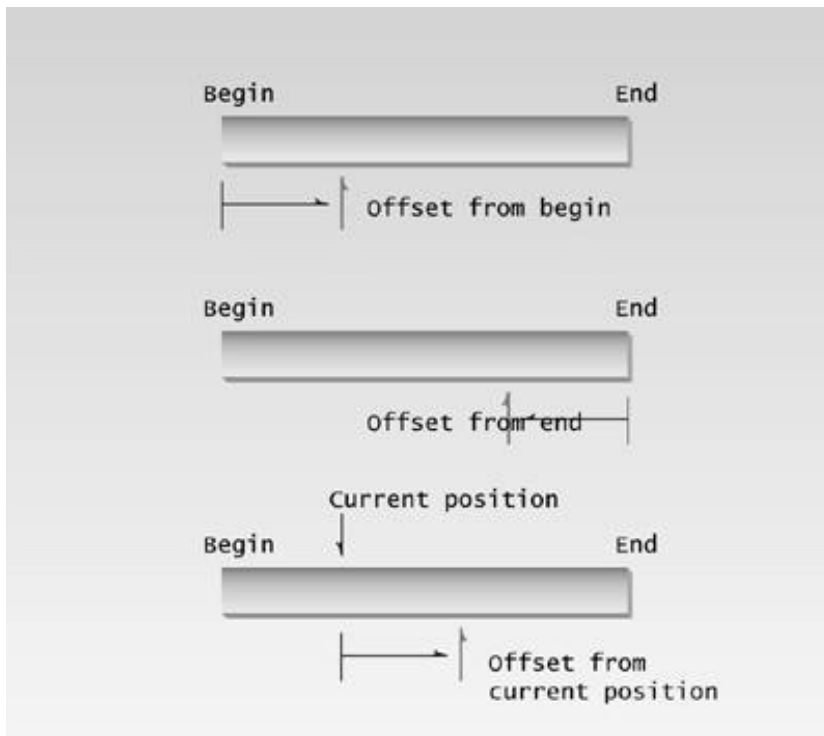 Begin End
Offset from begin
Begin End
Offset from end
Current position
Begin End
Offset from
current position